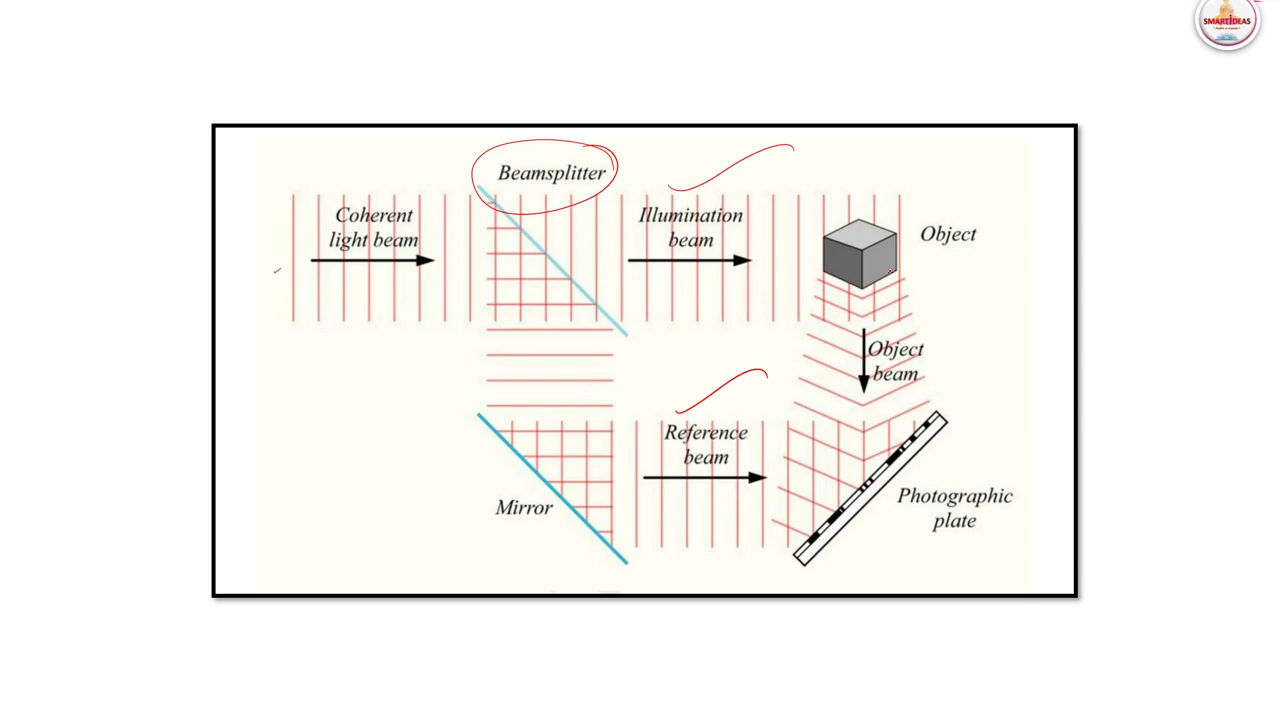 SMARTIDEAS
Beamsplitter
Coherent
light beam
Illumination
beam
Object
Object
beam
Reference
beam
Mirror
Photographic
plate